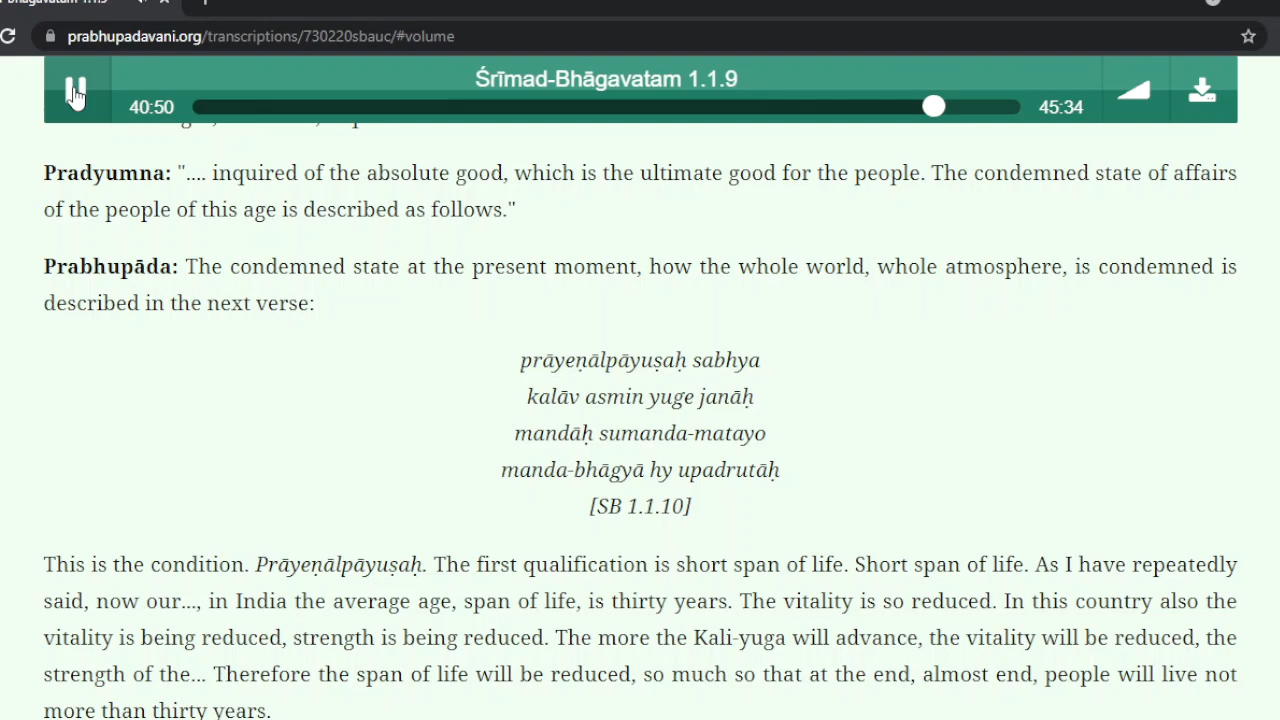 prabhupadavani.org/transcriptions/730220sbauc/#volume
Śrīmad-Bhāgavatam 1.1.9
40:50
45:34
Pradyumna: ".... inquired of the absolute good, which is the ultimate good for the people. The condemned state of affairs
of the people of this age is described as follows."
Prabhupāda: The condemned state at the present moment, how the whole world, whole atmosphere, is condemned is
described in the next verse:
prāyeṇālpāyuṣaḥ sabhya
kalāv asmin yuge janāḥ
mandāḥ sumanda-matayo
manda-bhāgyā hy upadrutāḥ
[SB 1.1.10]
This is the condition. Prāyeṇālpāyuṣaḥ. The first qualification is short span of life. Short span of life. As I have repeatedly
said, now our..., in India the average age, span of life, is thirty years. The vitality is so reduced. In this country also the
vitality is being reduced, strength is being reduced. The more the Kali-yuga will advance, the vitality will be reduced, the
strength of the... Therefore the span of life will be reduced, so much so that at the end, almost end, people will live not
more than thirty years.